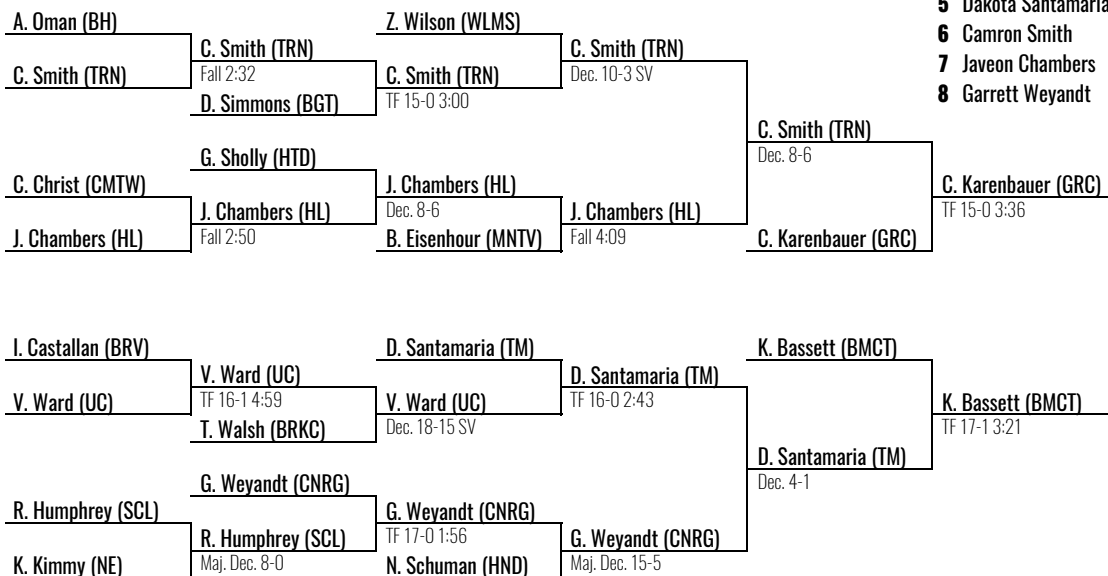 5 Dakota Santamaria
6 Camron Smith
7 Javeon Chambers
8 Garrett Weyandt
A. Oman (BH)
C. Smith (TRN)
C. Christ (CMTW)
J. Chambers (HL)
C. Smith (TRN)
Fall 2:32
D. Simmons (BGT)
G. Sholly (HTD)
J. Chambers (HL)
Fall 2:50
Z. Wilson (WLMS)
C. Smith (TRN)
TF 15-0 3:00
J. Chambers (HL)
Dec. 8-6
B. Eisenhour (MNTV)
C. Smith (TRN)
Dec. 10-3 SV
J. Chambers (HL)
Fall 4:09
C. Smith (TRN)
Dec. 8-6
C. Karenbauer (GRC)
C. Karenbauer (GRC)
TF 15-0 3:36
I. Castallan (BRV)
V. Ward (UC)
R. Humphrey (SCL)
K. Kimmy (NE)
V. Ward (UC)
TF 16-1 4:59
T. Walsh (BRKC)
G. Weyandt (CNRG)
R. Humphrey (SCL)
Maj. Dec. 8-0
D. Santamaria (TM)
V. Ward (UC)
Dec. 18-15 SV
G. Weyandt (CNRG)
TF 17-0 1:56
N. Schuman (HND)
D. Santamaria (TM)
TF 16-0 2:43
G. Weyandt (CNRG)
Maj. Dec. 15-5
K. Bassett (BMCT)
D. Santamaria (TM)
Dec. 4-1
K. Bassett (BMCT)
TF 17-1 3:21